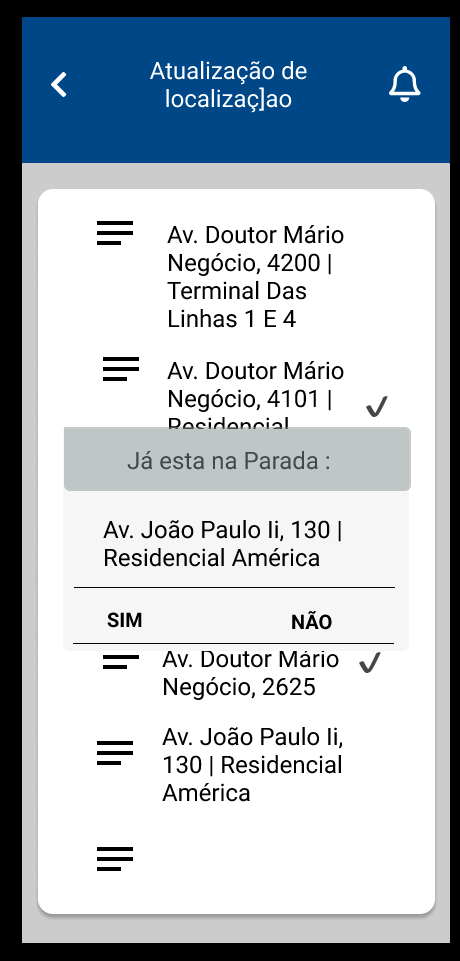 Atualização de
localizaç]ao
Av. Doutor Mário
Negócio, 4200 |
Terminal Das
Linhas 1 E 4
Av. Doutor Mário
Negócio, 4101 |
Residencial
Já esta na Parada :
Av. João Paulo Ii, 130 |
Residencial América
SIM NÃO
Av. Doutor Mário
Negócio, 2625
Av. João Paulo Ii,
130 | Residencial
América